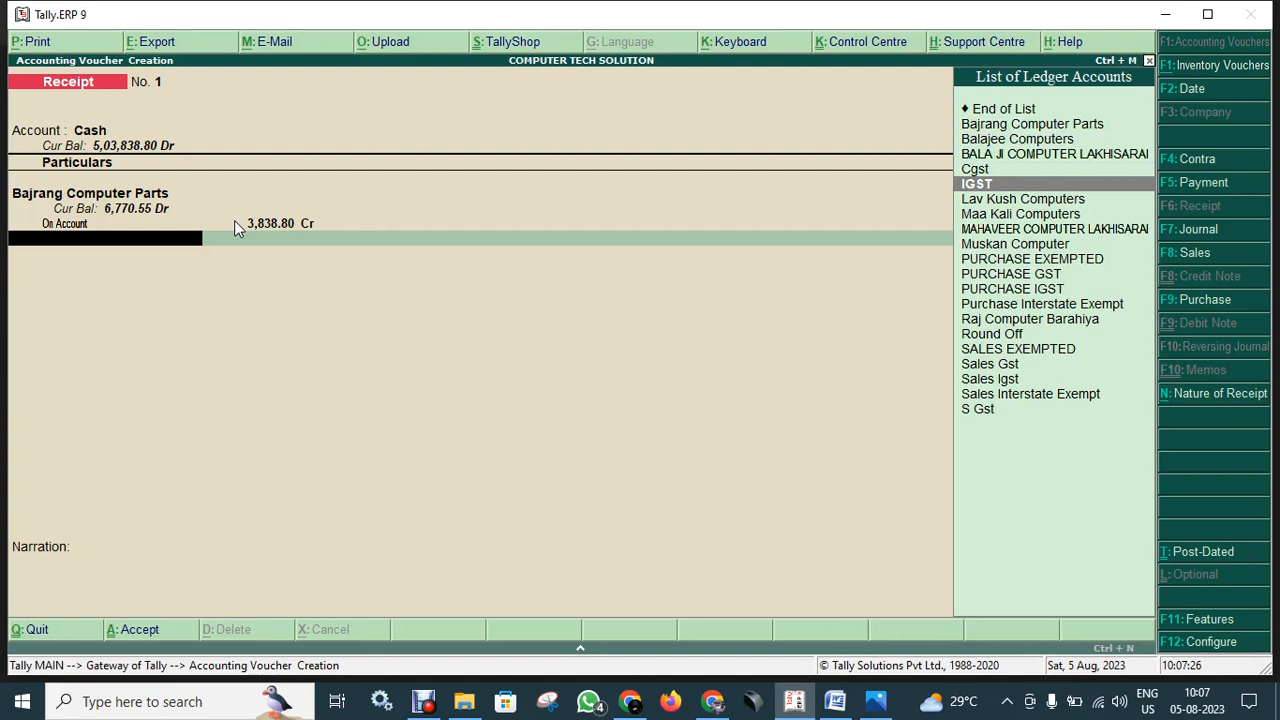 Tally.ERP 9
P: Print E: Export M: E-Mail O: Upload S: TallyShop G: Language K: Keyboard K: Control Centre H: Support Centre H: Help
Accounting Voucher Creation COMPUTER TECH SOLUTION Ctrl + M
Receipt No. 1
Account : Cash
Cur Bal: 5,03,838.80 Dr
Particulars
Bajrang Computer Parts
Cur Bal: 6,770.55 Dr
On Account 3,838.80 Cr
Narration:
List of Ledger Accounts
♦ End of List
Bajrang Computer Parts
Balajee Computers
BALA JI COMPUTER LAKHISARAI
Cgst
IGST
Lav Kush Computers
Maa Kali Computers
MAHAVEER COMPUTER LAKHISARAI
Muskan Computer
PURCHASE EXEMPTED
PURCHASE GST
PURCHASE IGST
Purchase Interstate Exempt
Raj Computer Barahiya
Round Off
SALES EXEMPTED
Sales Gst
Sales Igst
Sales Interstate Exempt
S Gst
F1: Accounting Vouchers
F1: Inventory Vouchers
F2: Date
F3: Company
F4: Contra
F5: Payment
F6: Receipt
F7: Journal
F8: Sales
F8: Credit Note
F9: Purchase
F9: Debit Note
F10: Reversing Journal
F10: Memos
N: Nature of Receipt
T: Post-Dated
L: Optional
F11: Features
F12: Configure
Q: Quit A: Accept D: Delete X: Cancel
Ctrl + N
Tally MAIN --> Gateway of Tally --> Accounting Voucher Creation © Tally Solutions Pvt Ltd., 1988-2020 Sat, 5 Aug, 2023 10:07:26
Type here to search 4 29°C ENG US 10:07 05-08-2023